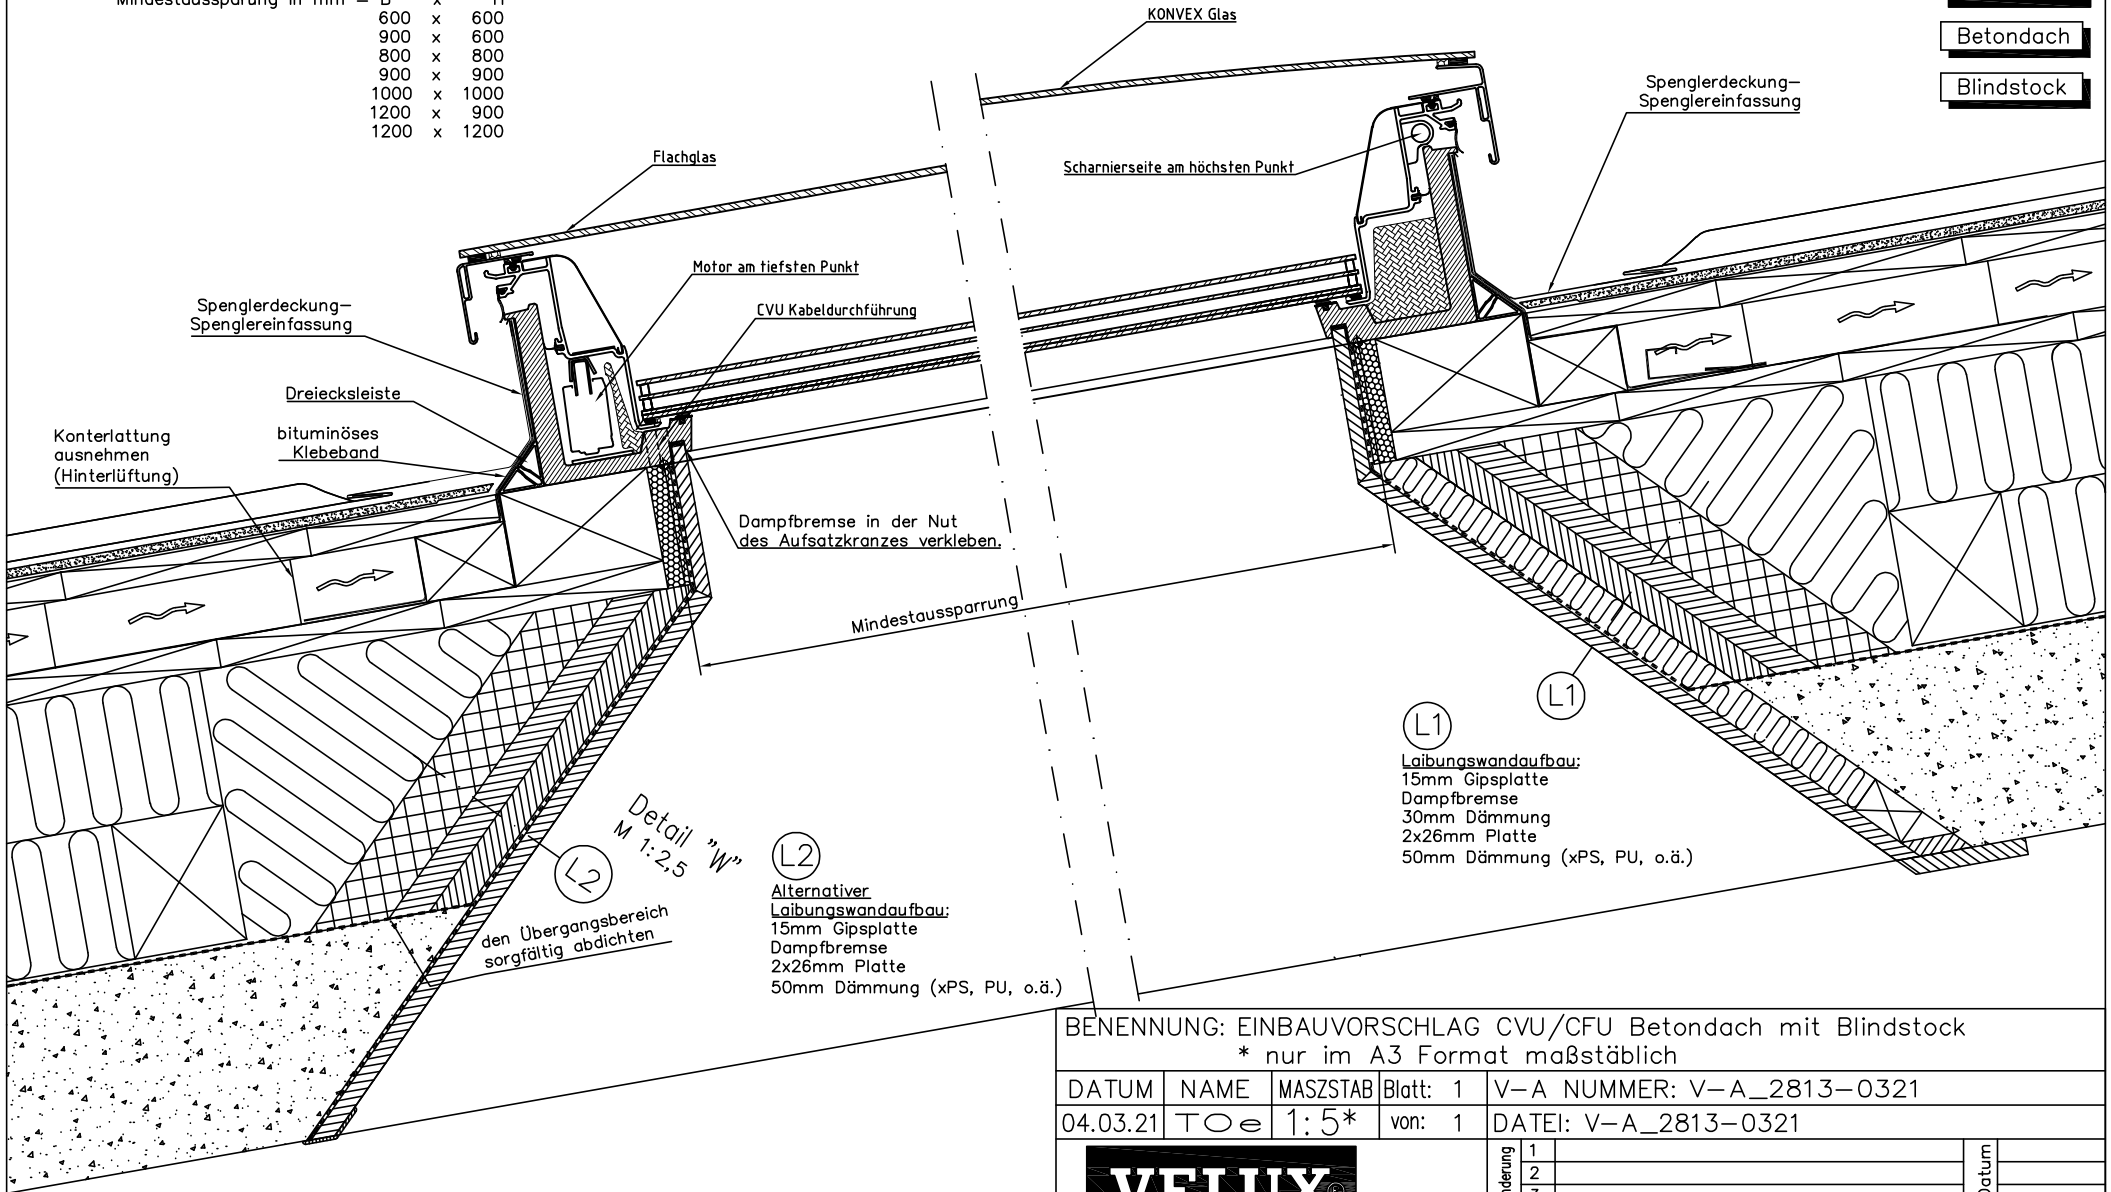 Mindestaussparung in mm – B x H
600 x 600
900 x 600
800 x 800
900 x 900
1000 x 1000
1200 x 900
1200 x 1200
KONVEX Glas
Betondach
Blindstock
Spenglerdeckung–
Spenglereinfassung
Flachglas
Scharnierseite am höchsten Punkt
Motor am tiefsten Punkt
CVU Kabeldurchführung
Spenglerdeckung–
Spenglereinfassung
Dreiecksleiste
bituminöses
Klebeband
Konterlattung
ausnehmen
(Hinterlüftung)
Dampfbremse in der Nut
des Aufsatzkranzes verkleben.
Mindestaussparrung
L1
L1
Laibungswandaufbau:
15mm Gipsplatte
Dampfbremse
30mm Dämmung
2x26mm Platte
50mm Dämmung (xPS, PU, o.ä.)
Detail "W"
M 1:2,5
L2
L2
Alternativer
Laibungswandaufbau:
15mm Gipsplatte
Dampfbremse
2x26mm Platte
50mm Dämmung (xPS, PU, o.ä.)
den Übergangsbereich
sorgfältig abdichten
BENENNUNG: EINBAUVORSCHLAG CVU/CFU Betondach mit Blindstock
* nur im A3 Format maßstäblich
DATUM NAME MASZSTAB Blatt: 1 V–A NUMMER: V–A_2813–0321
04.03.21 TOe 1:5* von: 1 DATEI: V–A_2813–0321
VELUX®
nderung
1
2
Datum